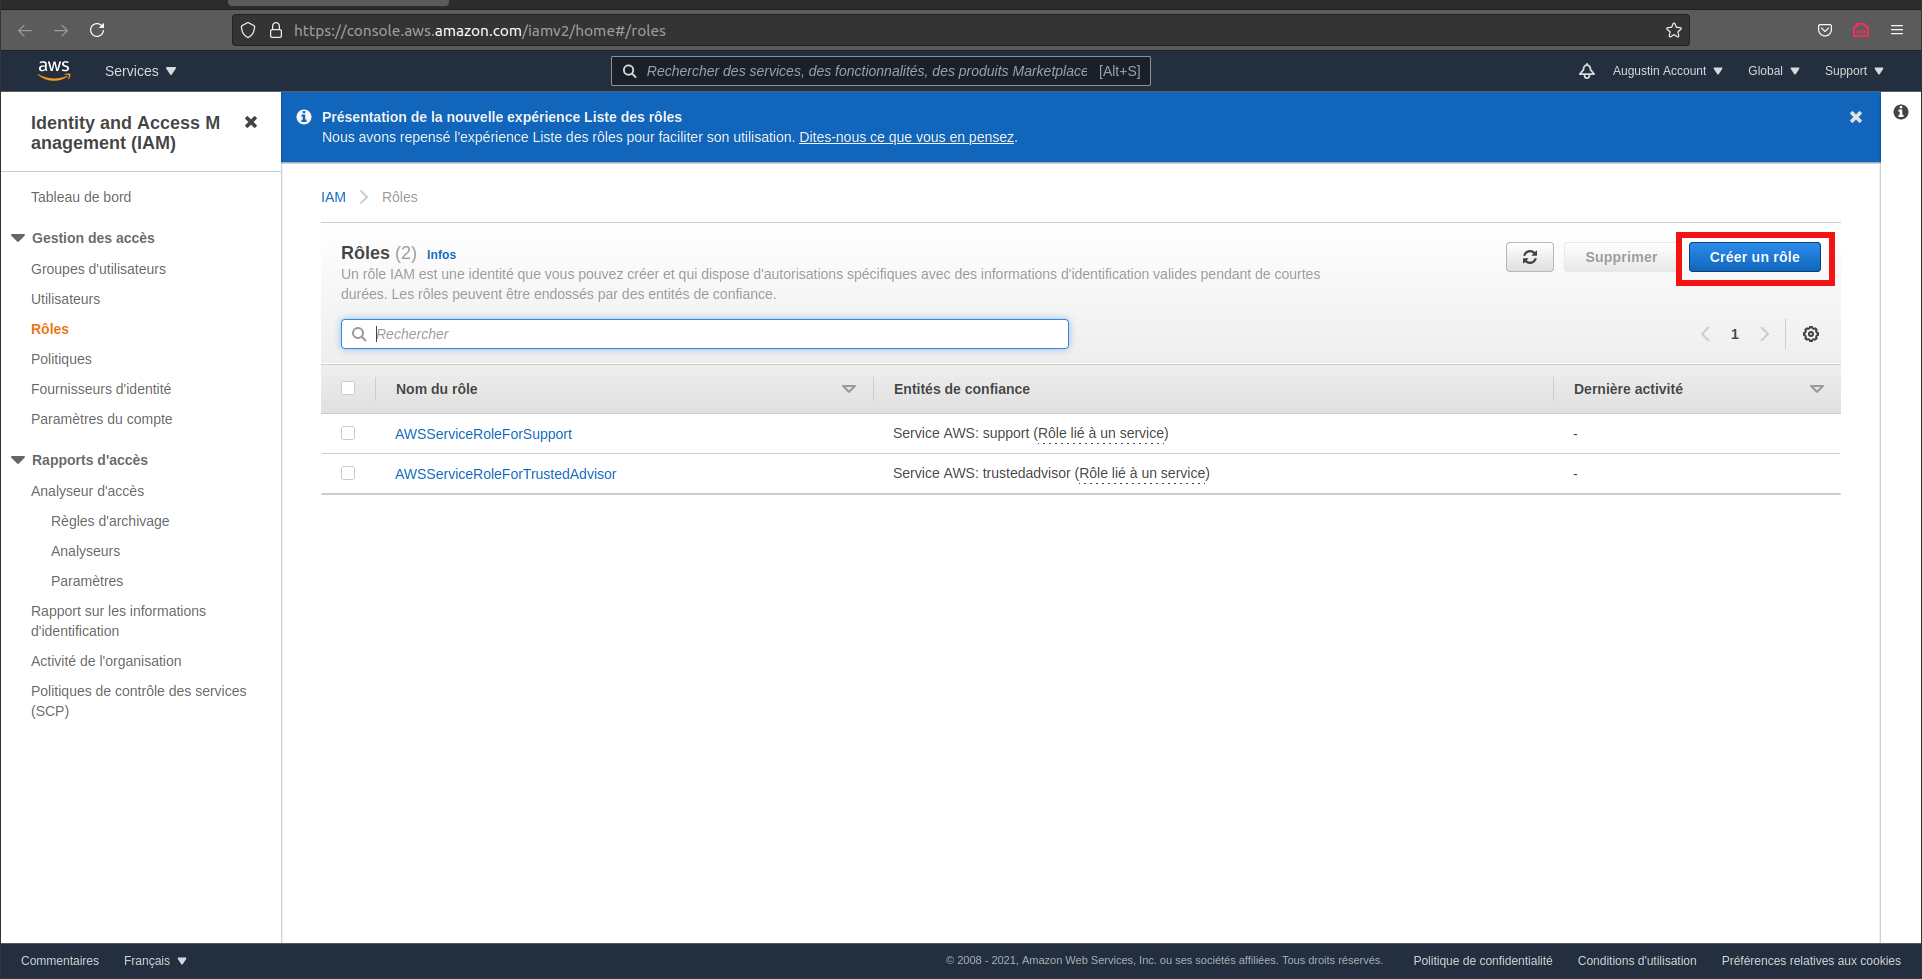 https://console.aws.amazon.com/iamv2/home#/roles
aws
Services
Rechercher des services, des fonctionnalités, des produits Marketplace [Alt+S]
Augustin Account
Global
Support
Identity and Access M
anagement (IAM)
Tableau de bord
Gestion des accès
Groupes d'utilisateurs
Utilisateurs
Rôles
Politiques
Fournisseurs d'identité
Paramètres du compte
Rapports d'accès
Analyseur d'accès
Règles d'archivage
Analyseurs
Paramètres
Rapport sur les informations
d'identification
Activité de l'organisation
Politiques de contrôle des services
(SCP)
Présentation de la nouvelle expérience Liste des rôles
Nous avons repensé l'expérience Liste des rôles pour faciliter son utilisation. Dites-nous ce que vous en pensez.
IAM
Rôles
Rôles (2) Infos
Un rôle IAM est une identité que vous pouvez créer et qui dispose d'autorisations spécifiques avec des informations d'identification valides pendant de courtes
durées. Les rôles peuvent être endossés par des entités de confiance.
Supprimer
Créer un rôle
Rechercher
1
Nom du rôle
Entités de confiance
Dernière activité
AWSServiceRoleForSupport
Service AWS: support (Rôle lié à un service)
-
AWSServiceRoleForTrustedAdvisor
Service AWS: trustedadvisor (Rôle lié à un service)
-
Commentaires
Français
© 2008 - 2021, Amazon Web Services, Inc. ou ses sociétés affiliées. Tous droits réservés.
Politique de confidentialité
Conditions d'utilisation
Préférences relatives aux cookies